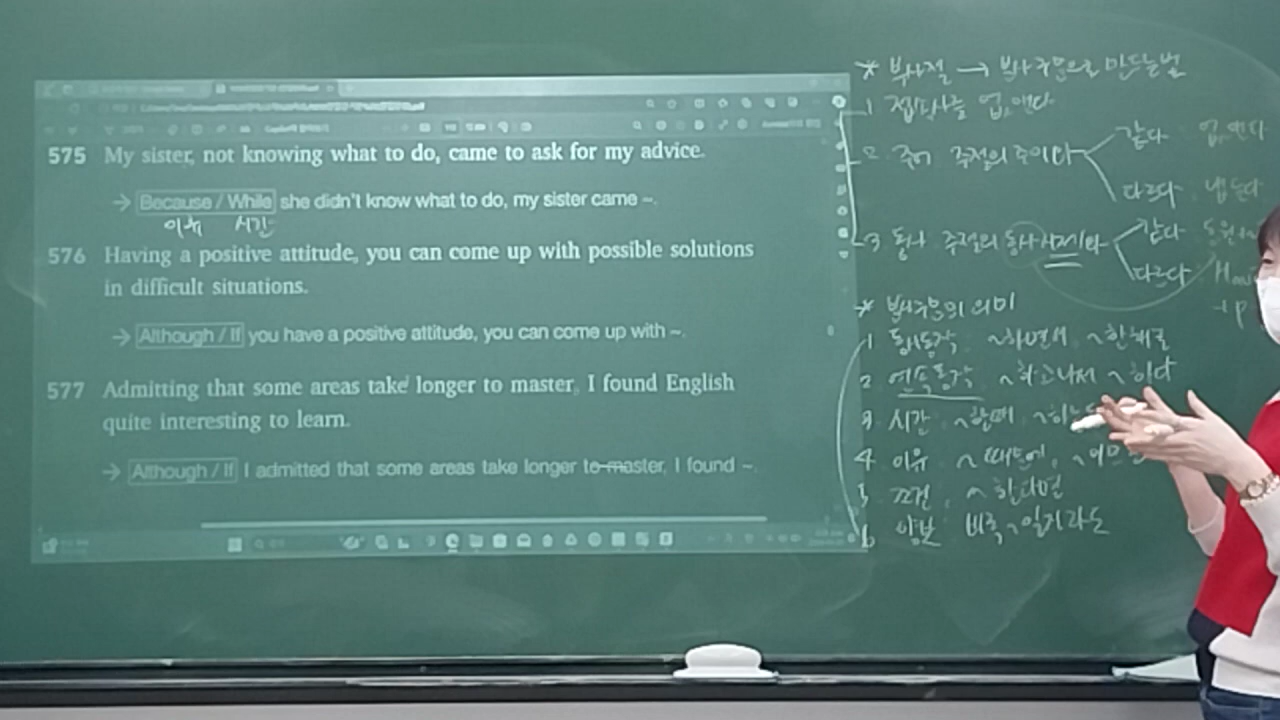 575 My sister, not knowing what to do, came to ask for my advice.
→ Because / While she didn't know what to do, my sister came ~.
이유 시간
576 Having a positive attitude, you can come up with possible solutions
in difficult situations.
→ Although / If you have a positive attitude, you can come up with ~.
577 Admitting that some areas take longer to master, I found English
quite interesting to learn.
→ Although / If I admitted that some areas take longer to master, I found ~.
* 부사절 → 분사구문으로 만드는 법
1 접속사를 없앤다
2 주어 주절의 주어와 같다 없앤다
다르다 냅둔다
3 동사 주절의 동사 시제와 같다
다르다
* 분사구문의 의미
1 동시동작 ~하면서 ~한 채로
2 연속동작 ~하고나서 ~하다
3 시간 ~할때
4 이유 ~때문에,
5 조건 ~한다면
6 양보 비록 ~일지라도